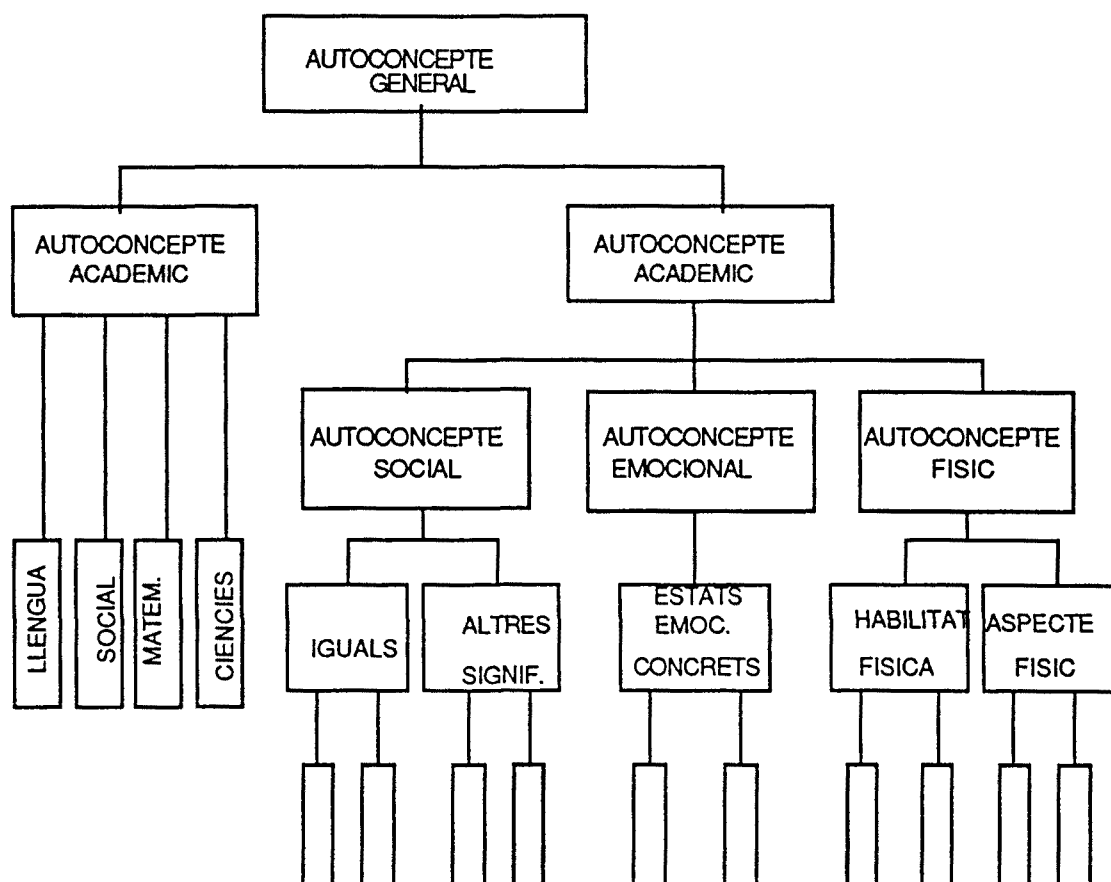 AUTOCONCEPTE
GENERAL
AUTOCONCEPTE
ACADEMIC
AUTOCONCEPTE
ACADEMIC
AUTOCONCEPTE
SOCIAL
AUTOCONCEPTE
EMOCIONAL
AUTOCONCEPTE
FISIC
LLENGUA
SOCIAL
MATEM.
CIENCIES
IGUALS
ALTRES
SIGNIF.
ESTATS
EMOC.
CONCRETS
HABILITAT
FISICA
ASPECTE
FISIC